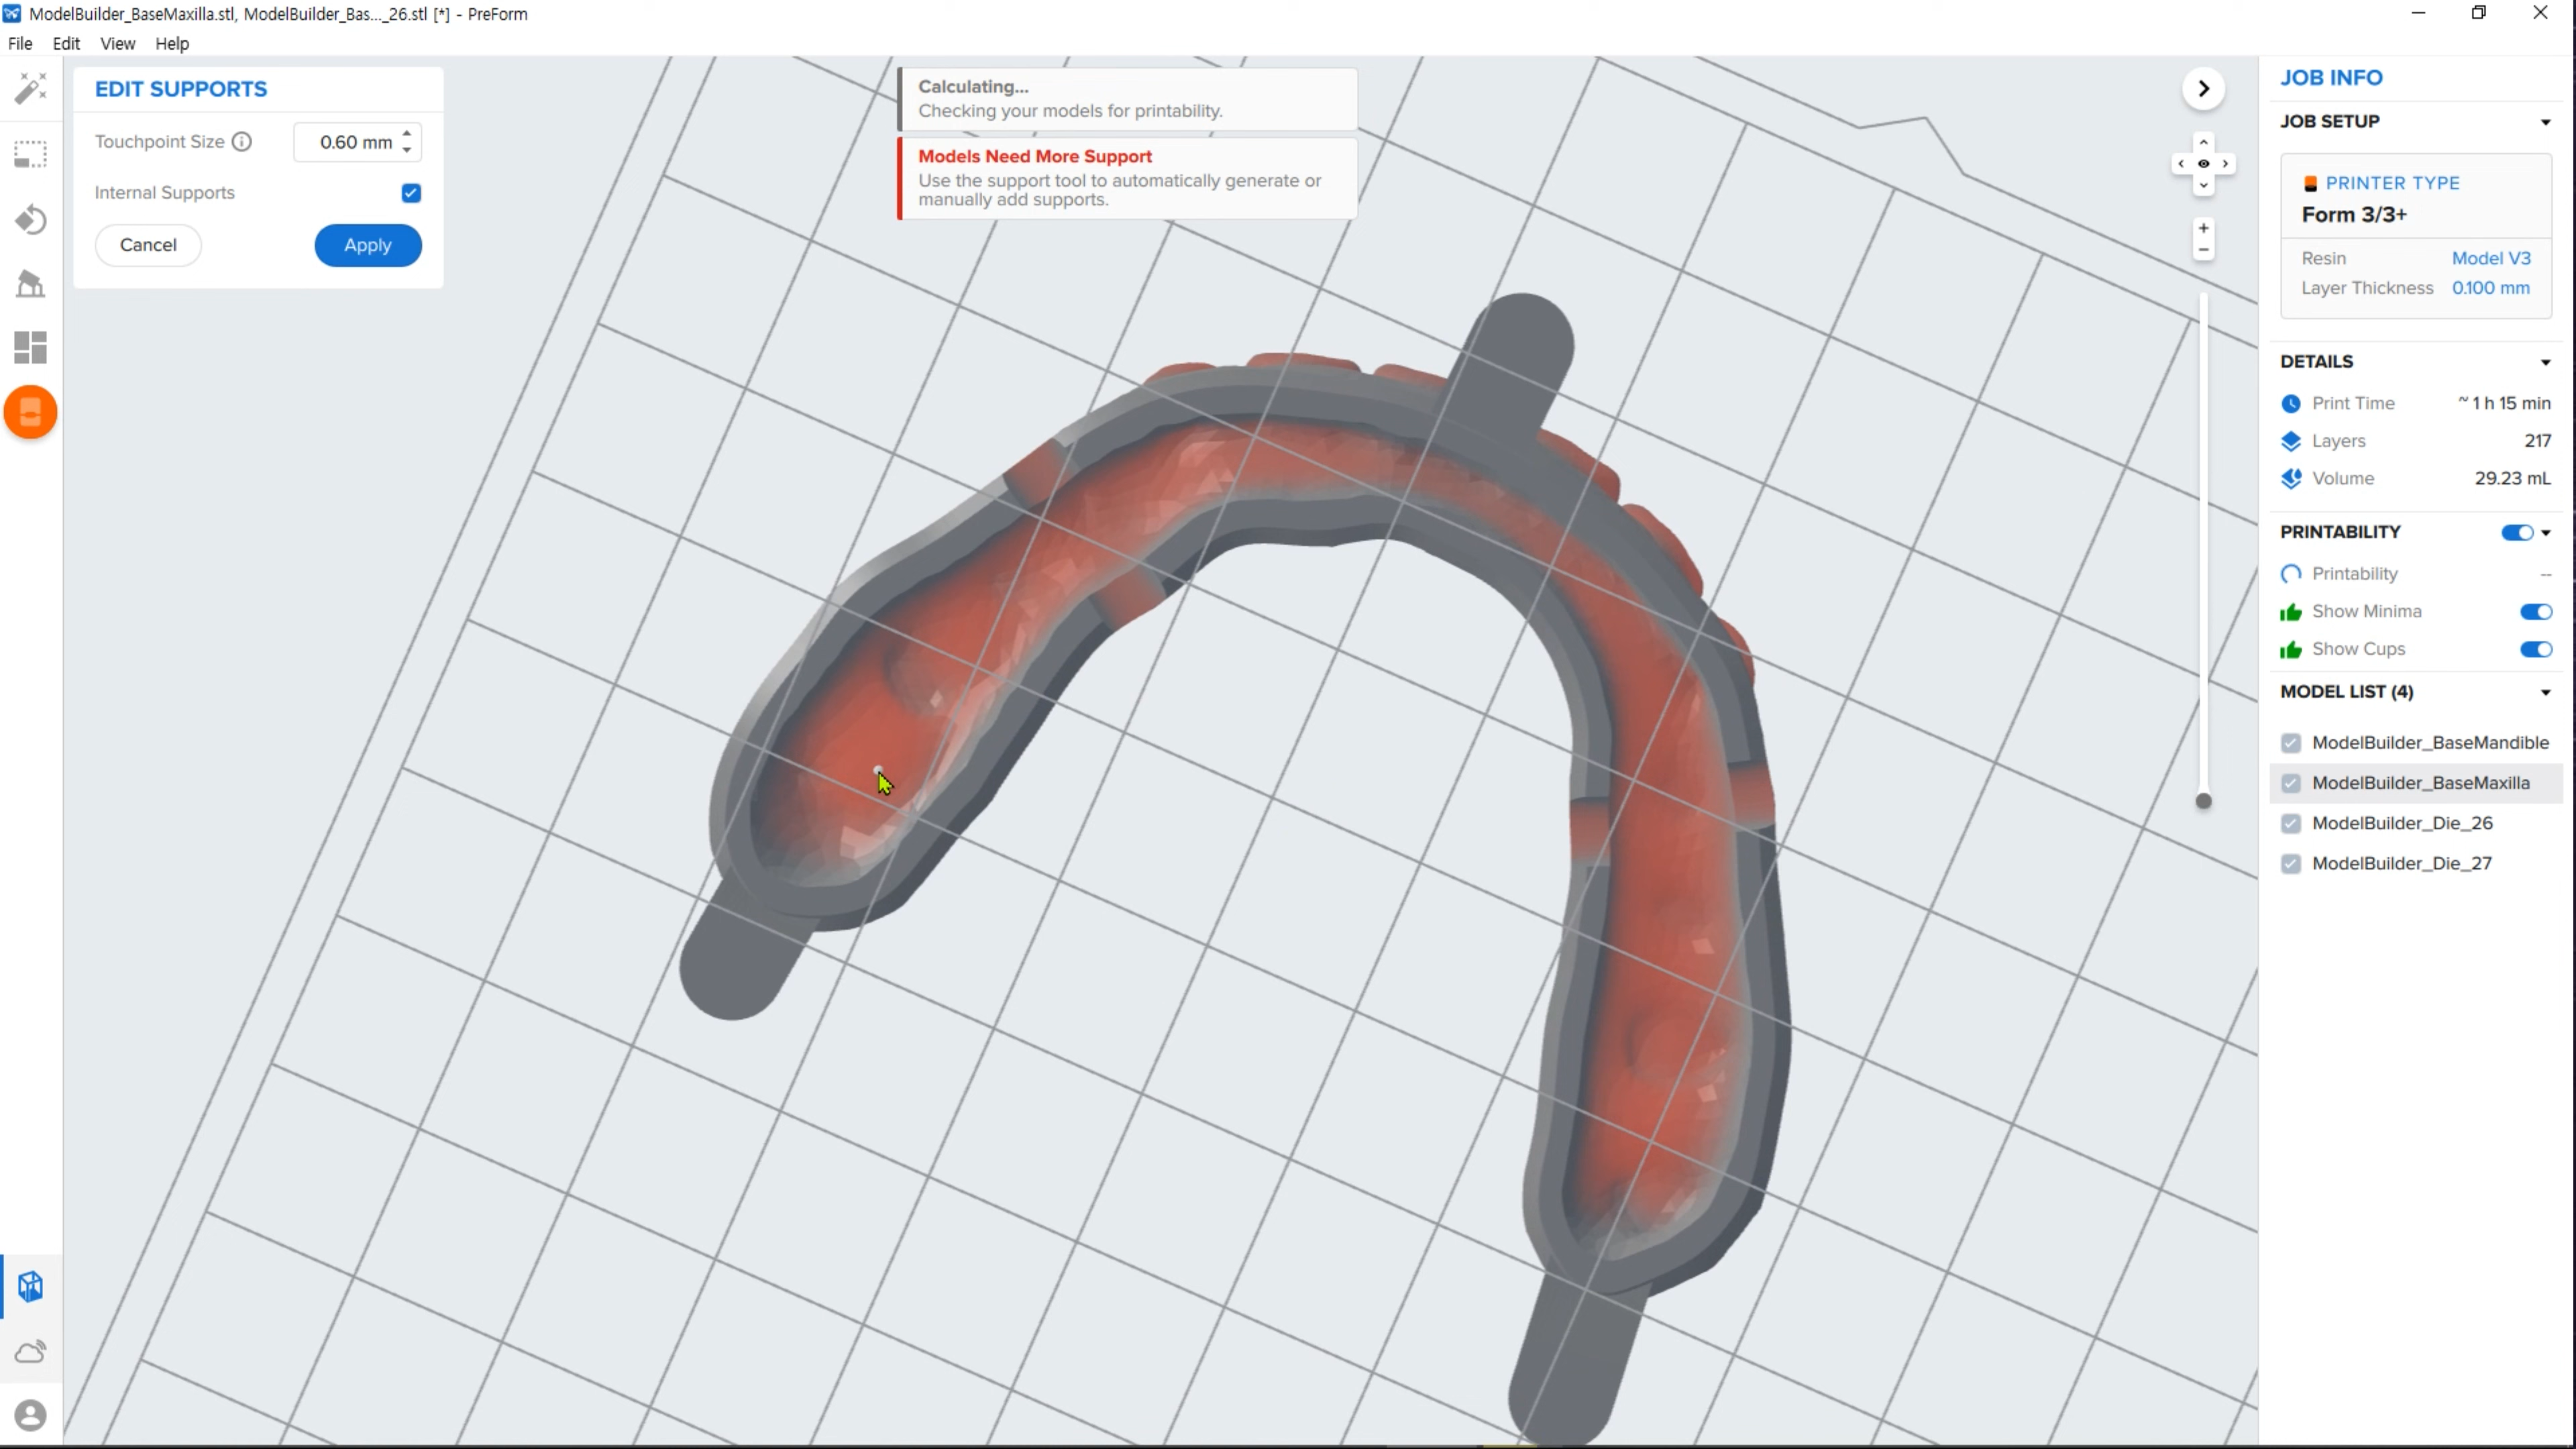 ModelBuilder_BaseMaxilla.stl, ModelBuilder_Bas..._26.stl [*] - PreForm
File Edit View Help
EDIT SUPPORTS
Touchpoint Size 0.60 mm
Internal Supports
Cancel Apply
Calculating...
Checking your models for printability.
Models Need More Support
Use the support tool to automatically generate or
manually add supports.
JOB INFO
JOB SETUP
PRINTER TYPE
Form 3/3+
Resin Model V3
Layer Thickness 0.100 mm
DETAILS
Print Time ~ 1 h 15 min
Layers 217
Volume 29.23 mL
PRINTABILITY
Printability --
Show Minima
Show Cups
MODEL LIST (4)
ModelBuilder_BaseMandible
ModelBuilder_BaseMaxilla
ModelBuilder_Die_26
ModelBuilder_Die_27